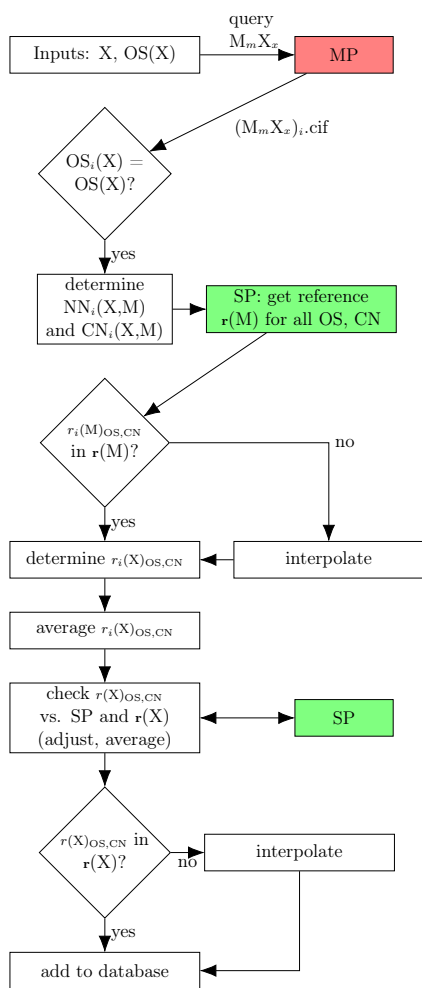 query
MₘXₓ
Inputs: X, OS(X)
MP
(MₘXₓ)ᵢ.cif
OSᵢ(X) =
OS(X)?
yes
determine
NNᵢ(X,M)
and CNᵢ(X,M)
SP: get reference
r(M) for all OS, CN
rᵢ(M)OS,CN
in r(M)?
no
yes
determine rᵢ(X)OS,CN
interpolate
average rᵢ(X)OS,CN
check r(X)OS,CN
vs. SP and r(X)
(adjust, average)
SP
r(X)OS,CN in
r(X)?
no
interpolate
yes
add to database